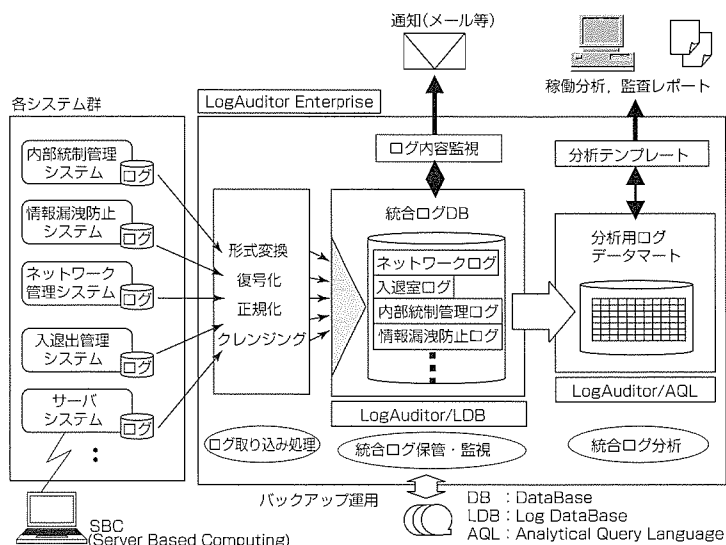 通知(メール等)
稼働分析，監査レポート
各システム群
LogAuditor Enterprise
ログ内容監視
分析テンプレート
内部統制管理
システム
ログ
情報漏洩防止
システム
ログ
ネットワーク
管理システム
ログ
入退出管理
システム
ログ
サーバ
システム
ログ
形式変換
復号化
正規化
クレンジング
統合ログDB
ネットワークログ
入退室ログ
内部統制管理ログ
情報漏洩防止ログ
分析用ログ
データマート
LogAuditor/LDB
LogAuditor/AQL
ログ取り込み処理
統合ログ保管・監視
統合ログ分析
バックアップ運用
SBC
(Server Based Computing)
DB ：DataBase
LDB：Log DataBase
AQL：Analytical Query Language